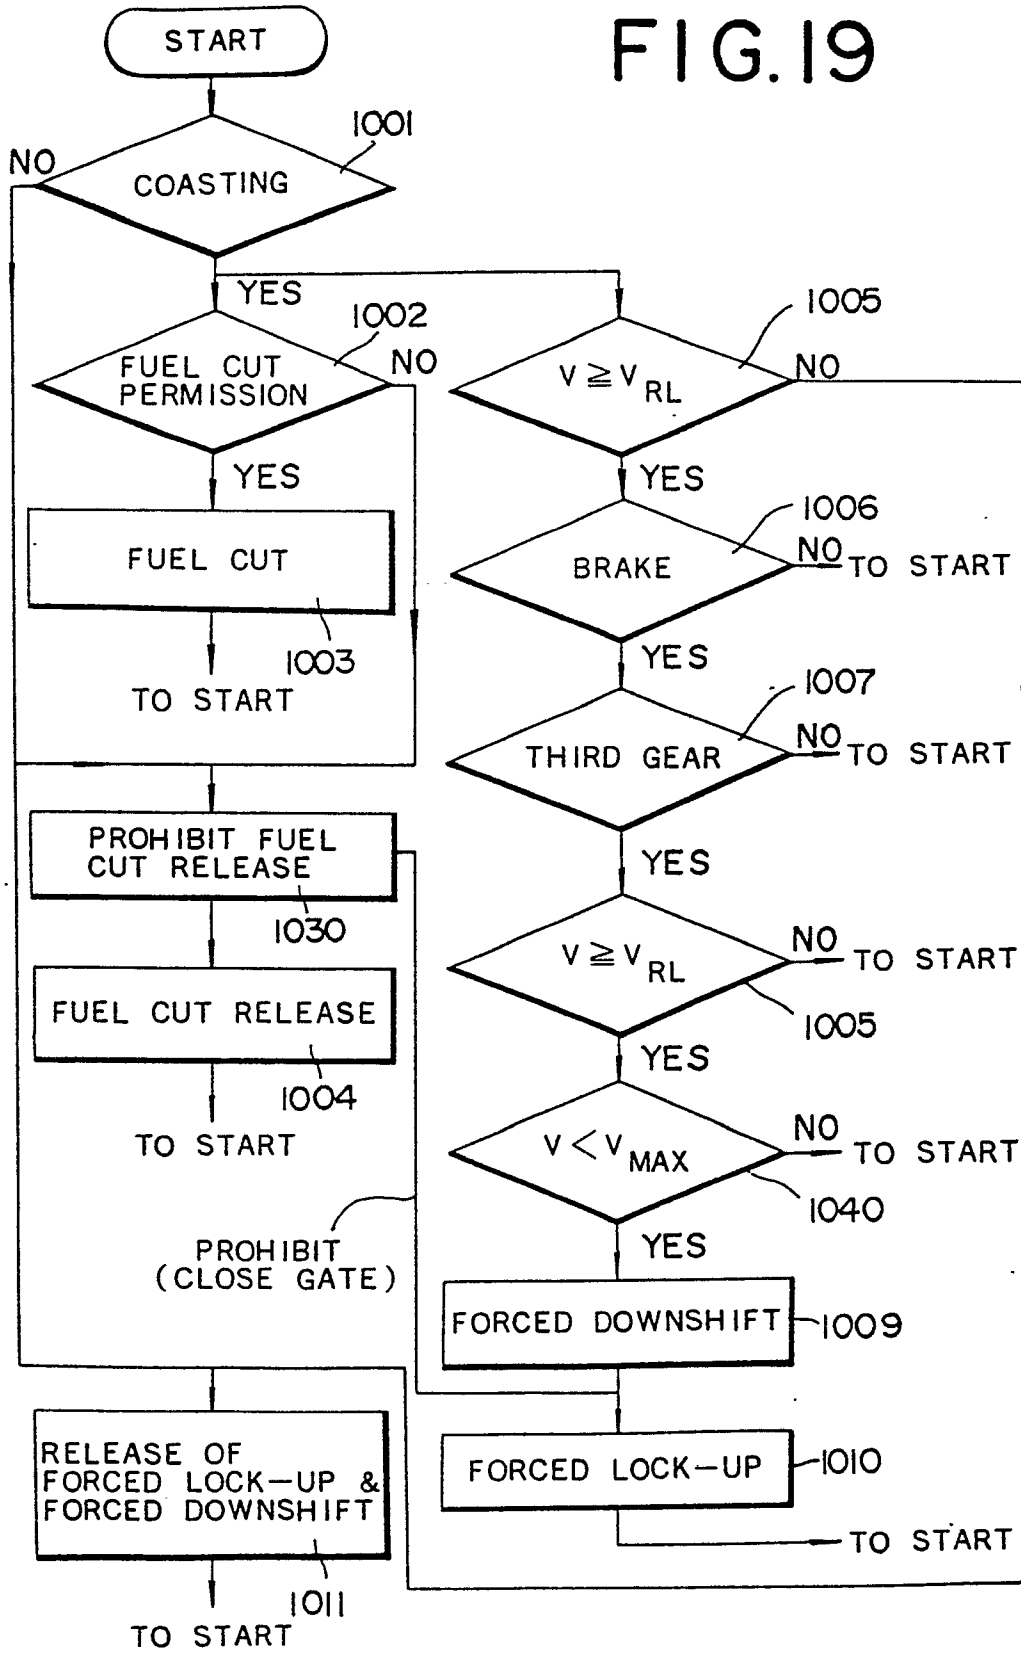 FIG. 19
START
1001
NO
COASTING
YES
1002
FUEL CUT
PERMISSION
NO
YES
FUEL CUT
1003
TO START
PROHIBIT FUEL
CUT RELEASE
1030
FUEL CUT RELEASE
1004
TO START
PROHIBIT
(CLOSE GATE)
RELEASE OF
FORCED LOCK-UP &
FORCED DOWNSHIFT
1011
TO START
1005
V ≧ V RL
NO
YES
1006
BRAKE
NO TO START
YES
1007
THIRD GEAR
NO TO START
YES
V ≧ V RL
NO TO START
1005
YES
V < V MAX
NO TO START
1040
YES
FORCED DOWNSHIFT
1009
FORCED LOCK-UP
1010
TO START